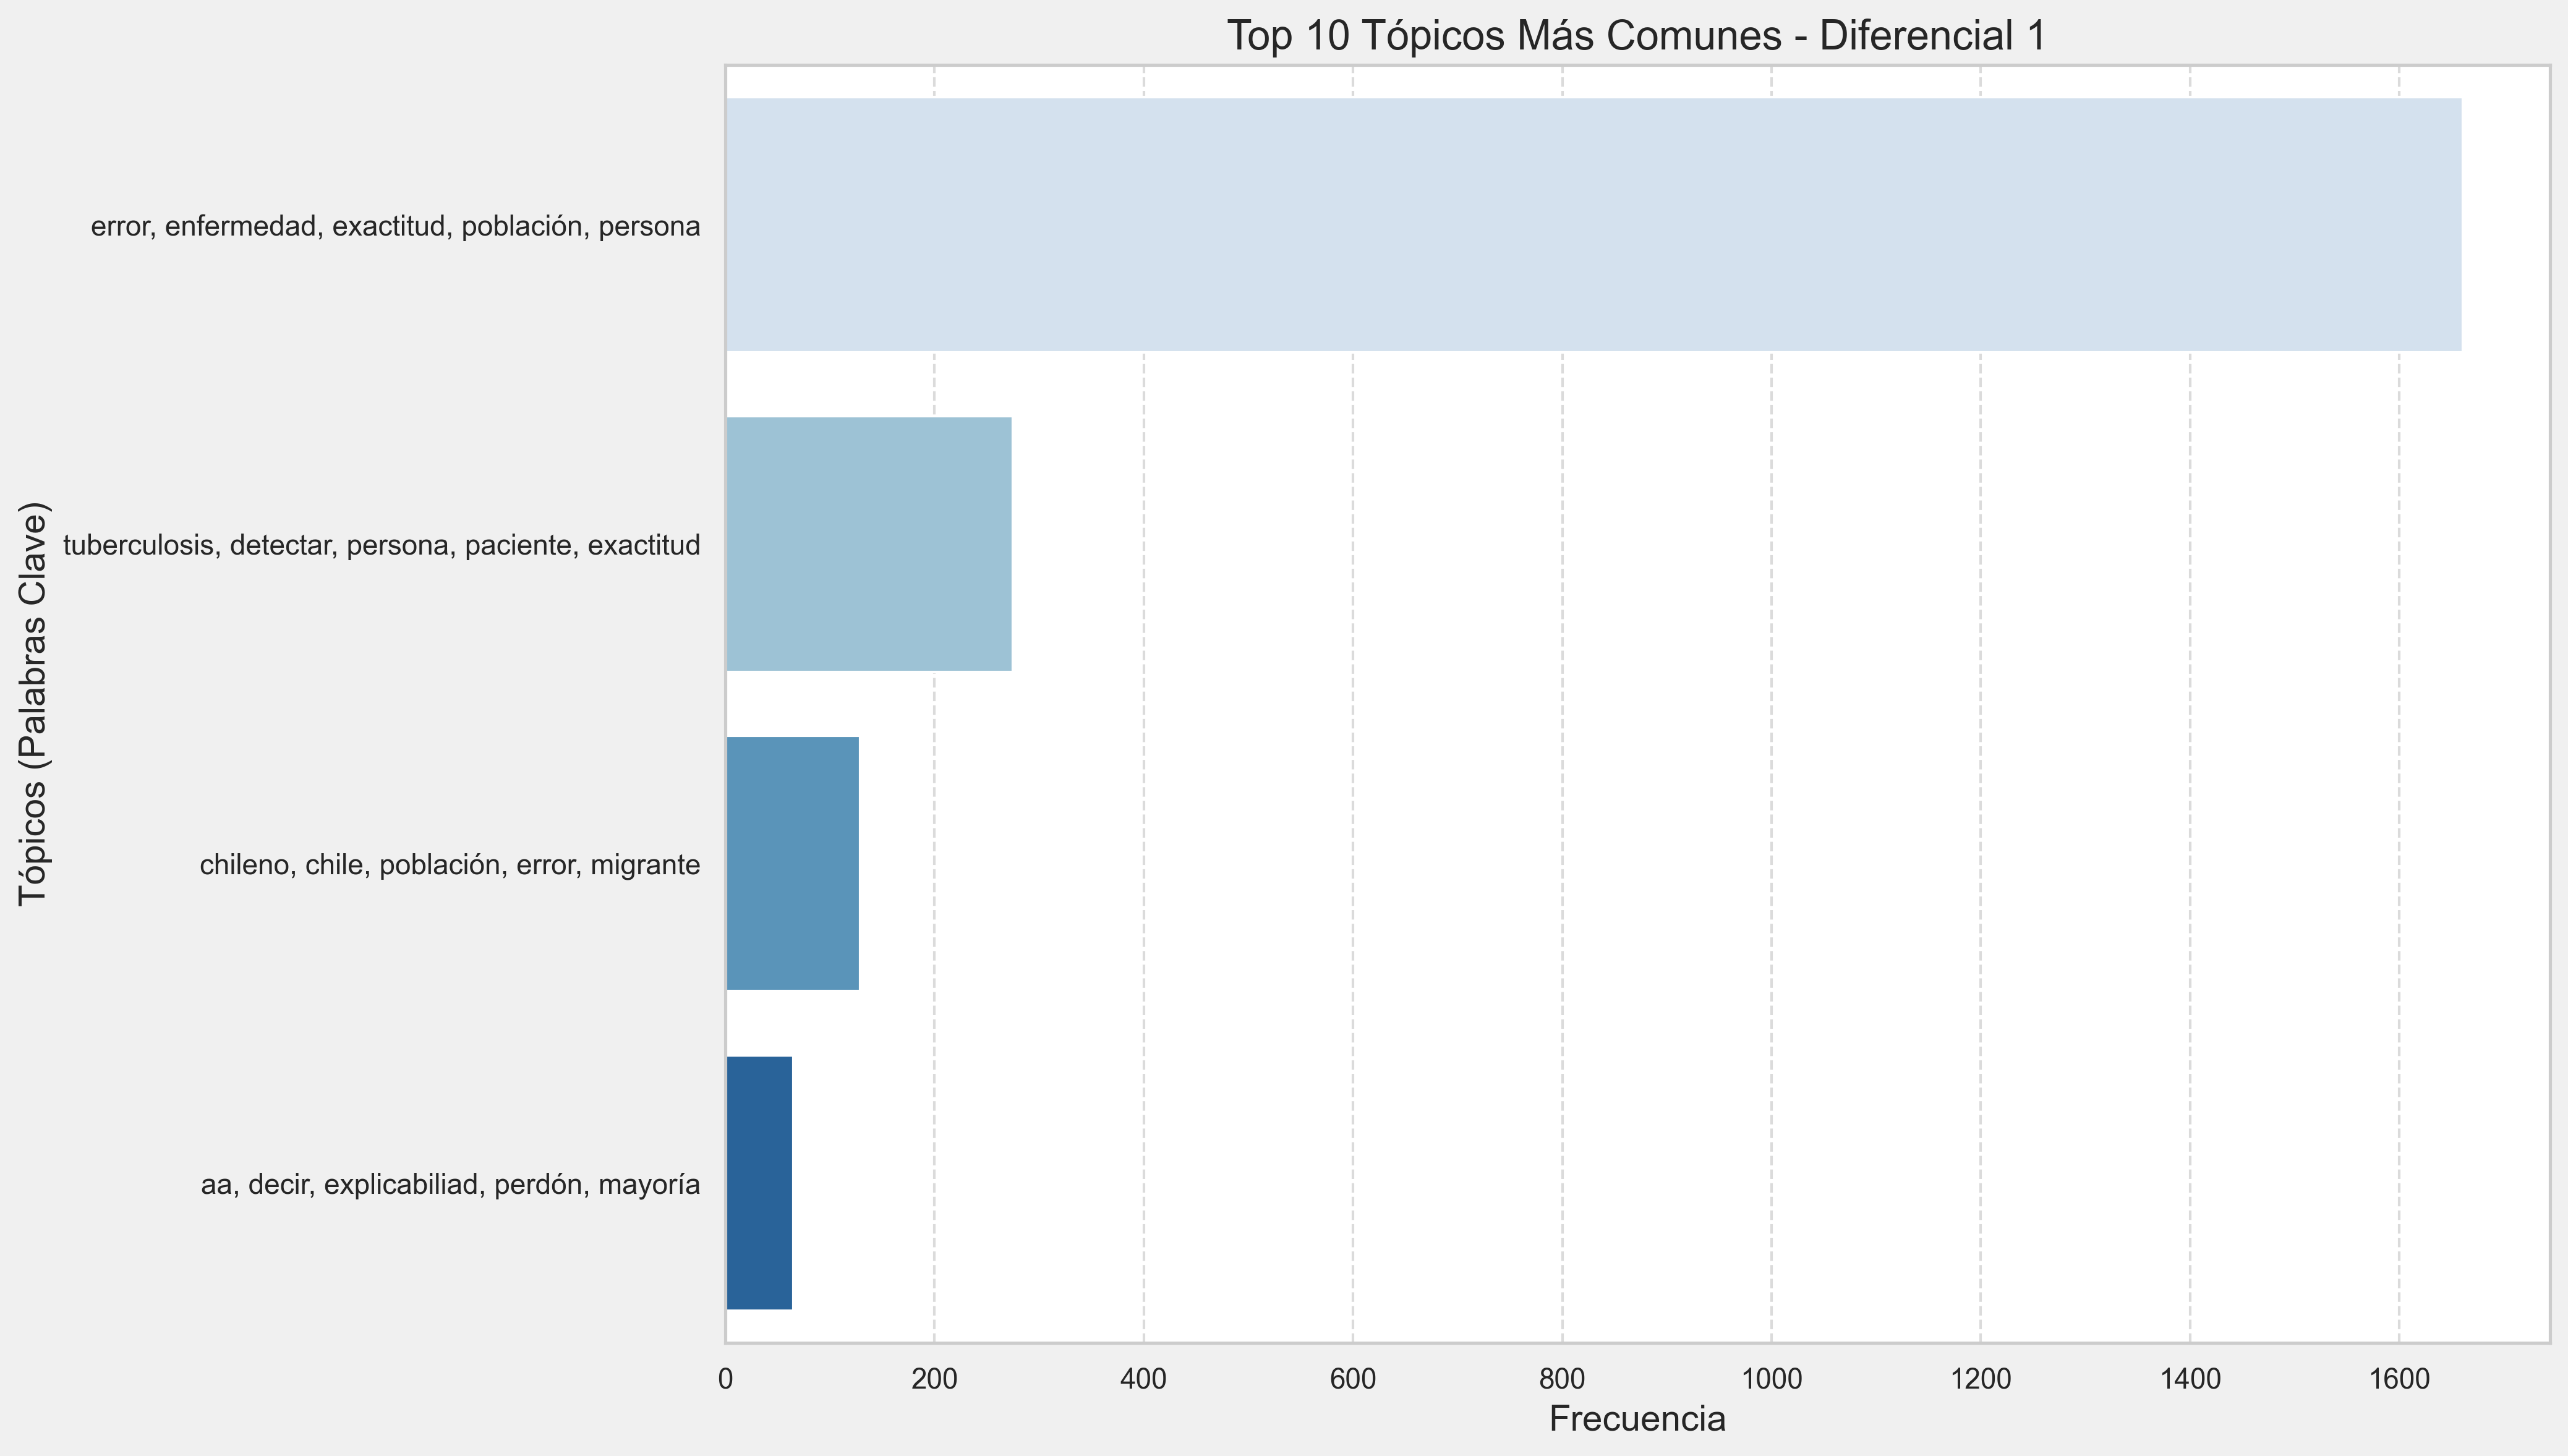 Top 10 Tópicos Más Comunes - Diferencial 1
Tópicos (Palabras Clave)
error, enfermedad, exactitud, población, persona
tuberculosis, detectar, persona, paciente, exactitud
chileno, chile, población, error, migrante
aa, decir, explicabiliad, perdón, mayoría
0 200 400 600 800 1000 1200 1400 1600
Frecuencia